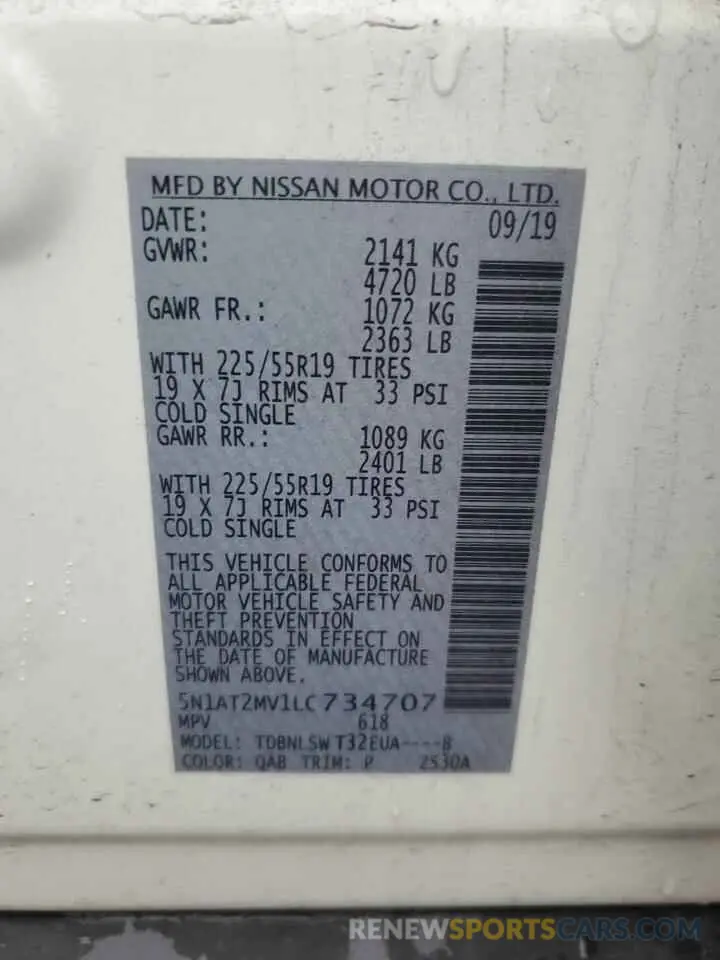 MFD BY NISSAN MOTOR CO., LTD.
DATE: 09/19
GVWR: 2141 KG
4720 LB
GAWR FR.: 1072 KG
2363 LB
WITH 225/55R19 TIRES
19 X 7J RIMS AT 33 PSI
COLD SINGLE
GAWR RR.: 1089 KG
2401 LB
WITH 225/55R19 TIRES
19 X 7J RIMS AT 33 PSI
COLD SINGLE
THIS VEHICLE CONFORMS TO
ALL APPLICABLE FEDERAL
MOTOR VEHICLE SAFETY AND
THEFT PREVENTION
STANDARDS IN EFFECT ON
THE DATE OF MANUFACTURE
SHOWN ABOVE.
5N1AT2MV1LC734707
MPV 618
MODEL: TDBNLSW T32EUA----B
COLOR: QAB TRIM: P 2530A
RENEWSPORTSCARS.COM